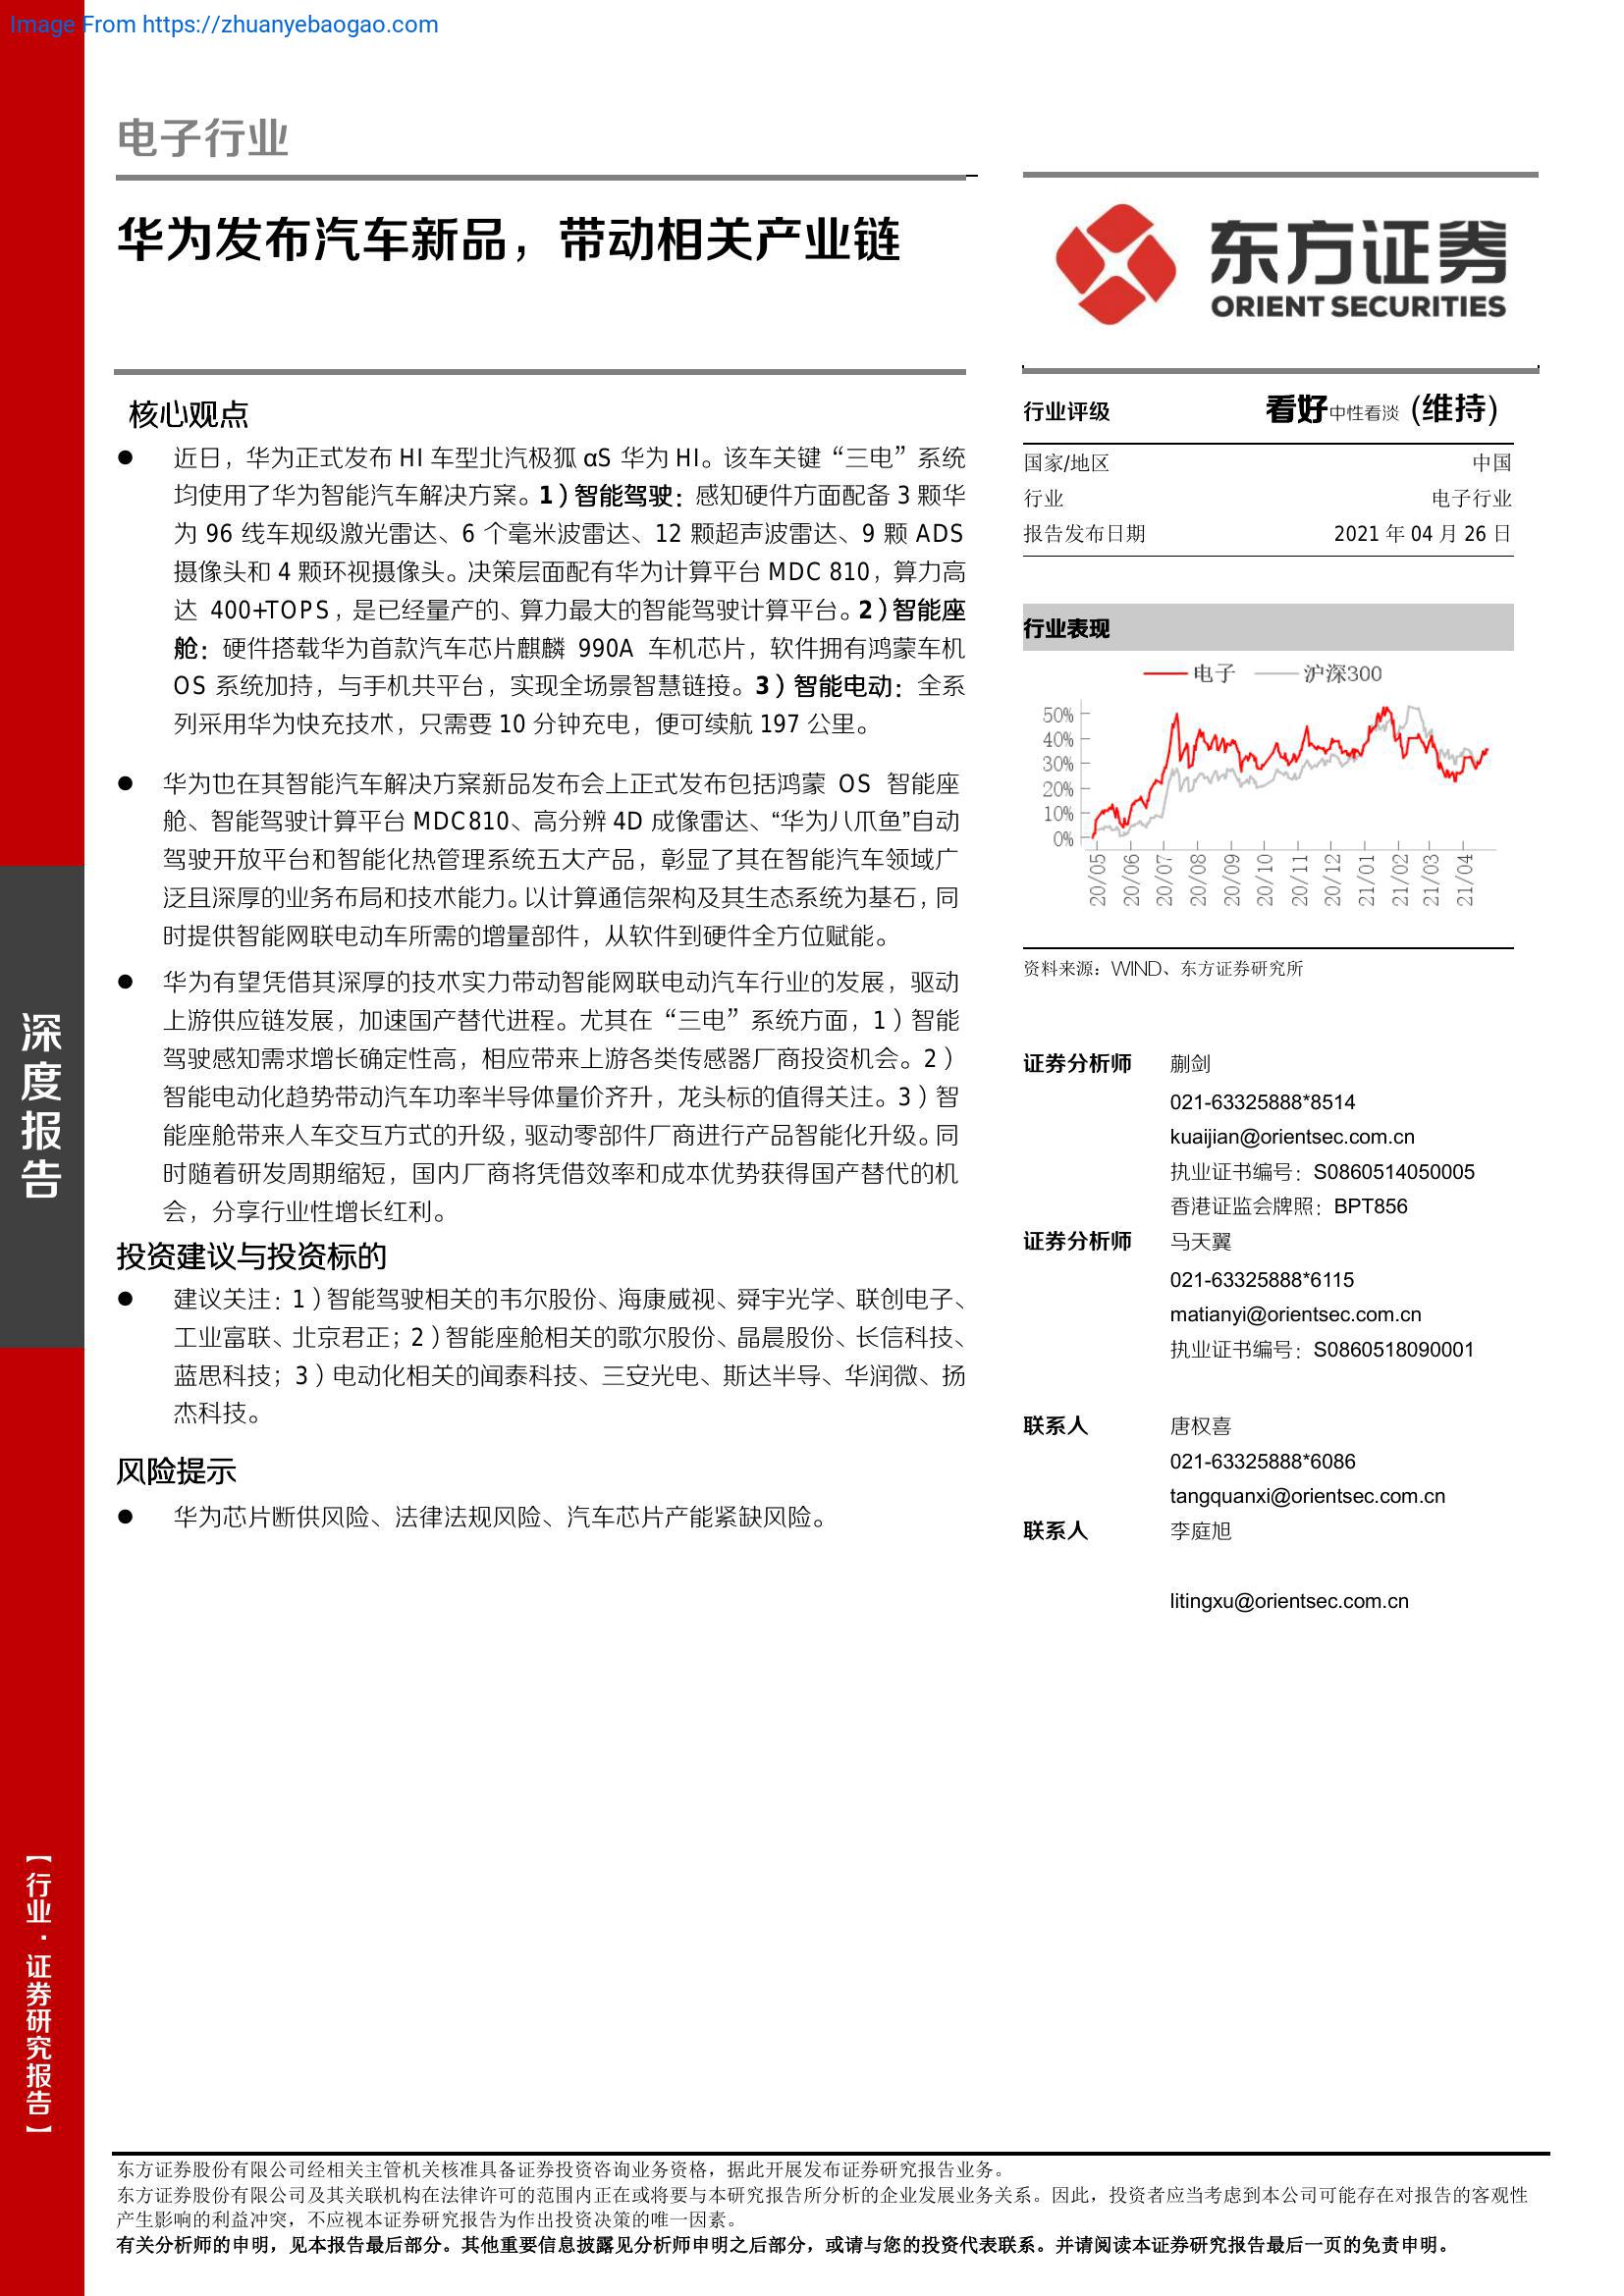 Image From https://zhuanyebaogao.com
电子行业
华为发布汽车新品，带动相关产业链
东方证券
ORIENT SECURITIES
核心观点
● 近日，华为正式发布 HI 车型北汽极狐 αS 华为 HI。该车关键“三电”系统
均使用了华为智能汽车解决方案。1）智能驾驶：感知硬件方面配备 3 颗华
为 96 线车规级激光雷达、6 个毫米波雷达、12 颗超声波雷达、9 颗 ADS
摄像头和 4 颗环视摄像头。决策层面配有华为计算平台 MDC 810，算力高
达 400+TOPS，是已经量产的、算力最大的智能驾驶计算平台。2）智能座
舱：硬件搭载华为首款汽车芯片麒麟 990A 车机芯片，软件拥有鸿蒙车机
OS 系统加持，与手机共平台，实现全场景智慧链接。3）智能电动：全系
列采用华为快充技术，只需要 10 分钟充电，便可续航 197 公里。
● 华为也在其智能汽车解决方案新品发布会上正式发布包括鸿蒙 OS 智能座
舱、智能驾驶计算平台 MDC810、高分辨 4D 成像雷达、“华为八爪鱼”自动
驾驶开放平台和智能化热管理系统五大产品，彰显了其在智能汽车领域广
泛且深厚的业务布局和技术能力。以计算通信架构及其生态系统为基石，同
时提供智能网联电动车所需的增量部件，从软件到硬件全方位赋能。
● 华为有望凭借其深厚的技术实力带动智能网联电动汽车行业的发展，驱动
上游供应链发展，加速国产替代进程。尤其在“三电”系统方面，1）智能
驾驶感知需求增长确定性高，相应带来上游各类传感器厂商投资机会。2）
智能电动化趋势带动汽车功率半导体量价齐升，龙头标的值得关注。3）智
能座舱带来人车交互方式的升级，驱动零部件厂商进行产品智能化升级。同
时随着研发周期缩短，国内厂商将凭借效率和成本优势获得国产替代的机
会，分享行业性增长红利。
投资建议与投资标的
● 建议关注：1）智能驾驶相关的韦尔股份、海康威视、舜宇光学、联创电子、
工业富联、北京君正；2）智能座舱相关的歌尔股份、晶晨股份、长信科技、
蓝思科技；3）电动化相关的闻泰科技、三安光电、斯达半导、华润微、扬
杰科技。
风险提示
● 华为芯片断供风险、法律法规风险、汽车芯片产能紧缺风险。
行业评级 看好 中性 看淡 (维持)
国家/地区 中国
行业 电子行业
报告发布日期 2021 年 04 月 26 日
行业表现
电子 沪深300
50%
40%
30%
20%
10%
0%
20/05 20/06 20/07 20/08 20/09 20/10 20/11 20/12 21/01 21/02 21/03 21/04
资料来源：WIND、东方证券研究所
证券分析师 蒯剑
021-63325888*8514
kuaijian@orientsec.com.cn
执业证书编号：S0860514050005
香港证监会牌照：BPT856
证券分析师 马天翼
021-63325888*6115
matianyi@orientsec.com.cn
执业证书编号：S0860518090001
联系人 唐权喜
021-63325888*6086
tangquanxi@orientsec.com.cn
联系人 李庭旭
litingxu@orientsec.com.cn
深度报告
【行业·证券研究报告】
东方证券股份有限公司经相关主管机关核准具备证券投资咨询业务资格，据此开展发布证券研究报告业务。
东方证券股份有限公司及其关联机构在法律许可的范围内正在或将要与本研究报告所分析的企业发展业务关系。因此，投资者应当考虑到本公司可能存在对报告的客观性
产生影响的利益冲突，不应视本证券研究报告为作出投资决策的唯一因素。
有关分析师的申明，见本报告最后部分。其他重要信息披露见分析师申明之后部分，或请与您的投资代表联系。并请阅读本证券研究报告最后一页的免责申明。